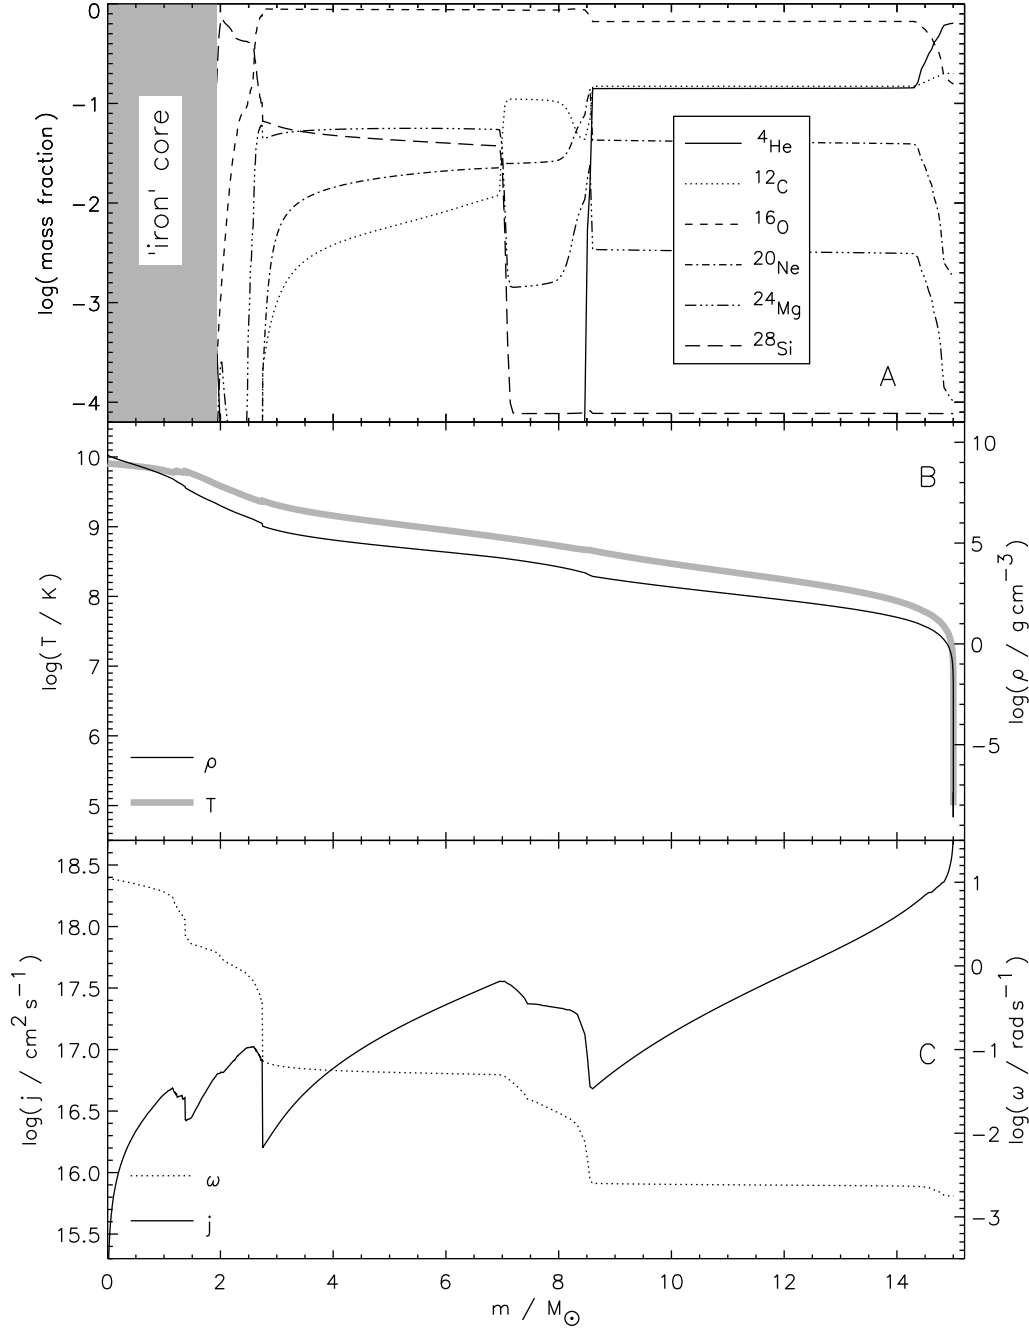 0
−1
−2
−3
−4
log(mass fraction)
'iron' core
⁴He
¹²C
¹⁶O
²⁰Ne
²⁴Mg
²⁸Si
A
10
9
8
7
6
5
log(T / K)
10
5
0
−5
log(ρ / g cm⁻³)
B
ρ
T
18.5
18.0
17.5
17.0
16.5
16.0
15.5
log(j / cm² s⁻¹)
1
0
−1
−2
−3
log(ω / rad s⁻¹)
C
ω
j
0 2 4 6 8 10 12 14
m / M☉